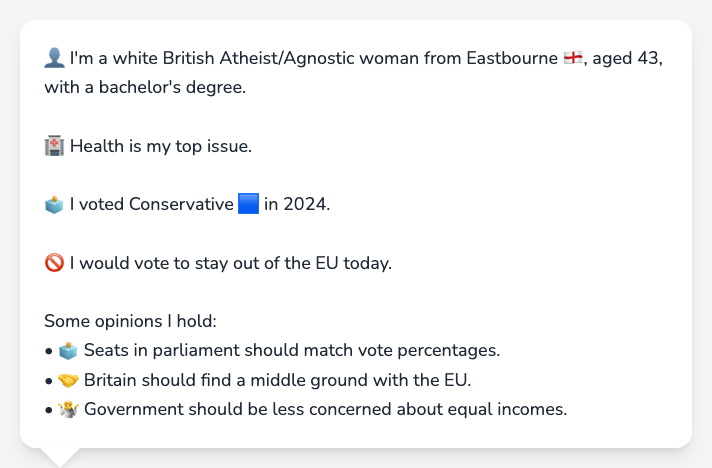 👤 I'm a white British Atheist/Agnostic woman from Eastbourne 🏴󠁧󠁢󠁥󠁮󠁧󠁿, aged 43,
with a bachelor's degree.
🏥 Health is my top issue.
🗳️ I voted Conservative 🟦 in 2024.
🚫 I would vote to stay out of the EU today.
Some opinions I hold:
• 🗳️ Seats in parliament should match vote percentages.
• 🤝 Britain should find a middle ground with the EU.
• 🤷 Government should be less concerned about equal incomes.